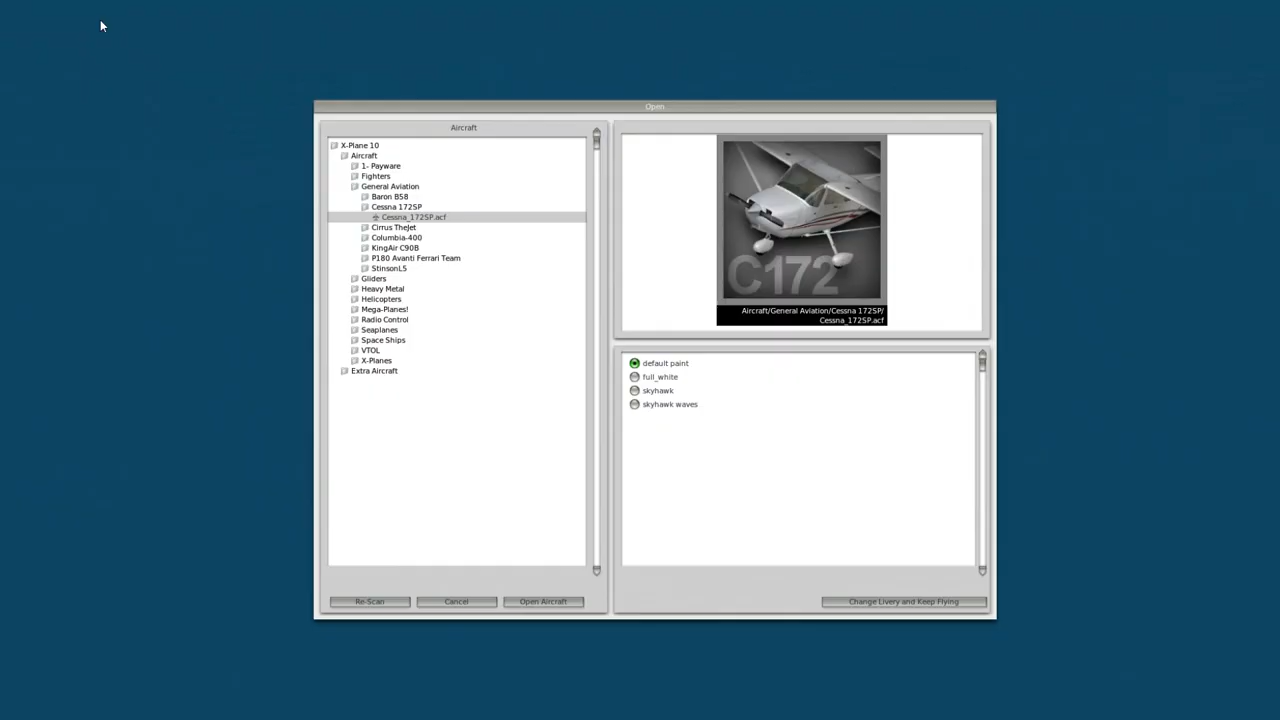 Open
Aircraft
X-Plane 10
Aircraft
1- Payware
Fighters
General Aviation
Baron B58
Cessna 172SP
Cessna_172SP.acf
Cirrus TheJet
Columbia-400
KingAir C90B
P180 Avanti Ferrari Team
StinsonL5
Gliders
Heavy Metal
Helicopters
Mega-Planes!
Radio Control
Seaplanes
Space Ships
VTOL
X-Planes
Extra Aircraft
Re-Scan
Cancel
Open Aircraft
C172
Aircraft/General Aviation/Cessna 172SP/
Cessna_172SP.acf
default paint
full_white
skyhawk
skyhawk waves
Change Livery and Keep Flying